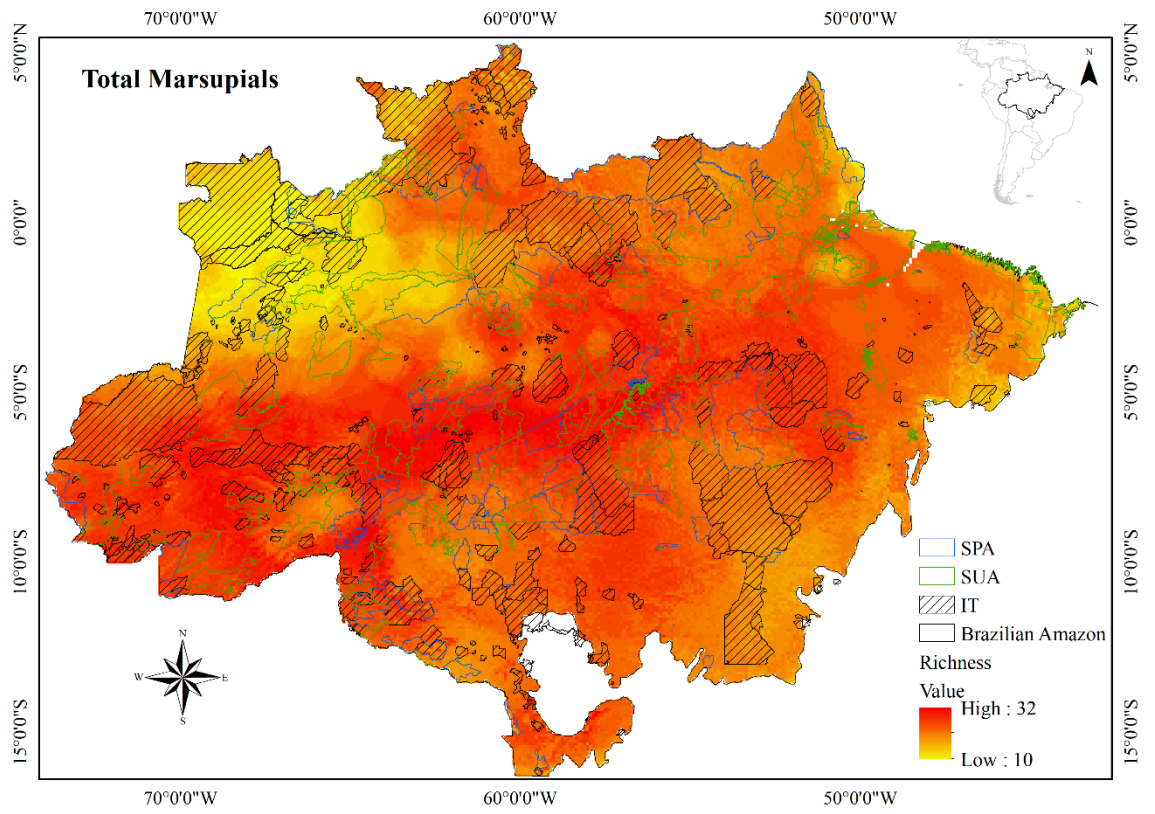 70°0'0"W 60°0'0"W 50°0'0"W
5°0'0"N 5°0'0"N
Total Marsupials
N
0°0'0" 0°0'0"
5°0'0"S 5°0'0"S
10°0'0"S 10°0'0"S
SPA
SUA
IT
Brazilian Amazon
Richness
Value
High : 32
Low : 10
N
W E
S
15°0'0"S 15°0'0"S
70°0'0"W 60°0'0"W 50°0'0"W